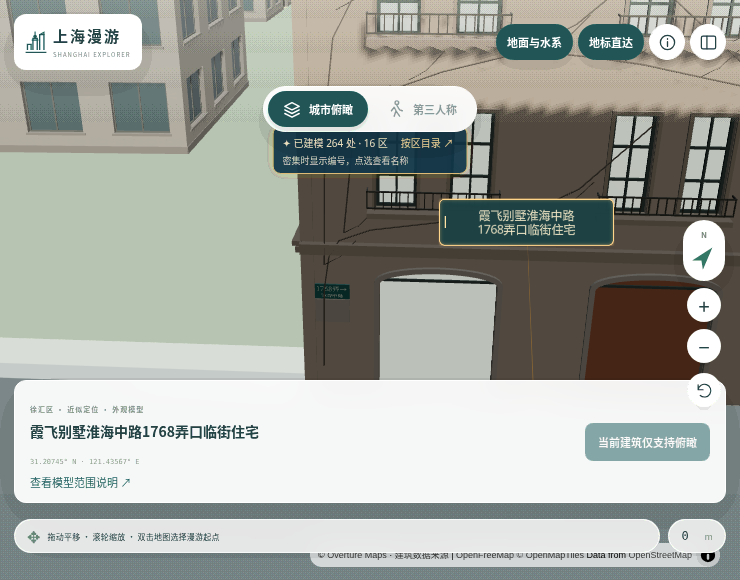 上海漫游
SHANGHAI EXPLORER
地面与水系
地标直达
城市俯瞰
第三人称
✦ 已建模 264 处 · 16 区 按区目录 ↗
密集时显示编号，点选查看名称
霞飞别墅淮海中路
1768弄口临街住宅
N
+
−
徐汇区 · 近似定位 · 外观模型
霞飞别墅淮海中路1768弄口临街住宅
31.20745° N · 121.43567° E
查看模型范围说明 ↗
当前建筑仅支持俯瞰
拖动平移 · 滚轮缩放 · 双击地图选择漫游起点
0 m
© Overture Maps · 建筑数据来源 | OpenFreeMap © OpenMapTiles Data from OpenStreetMap